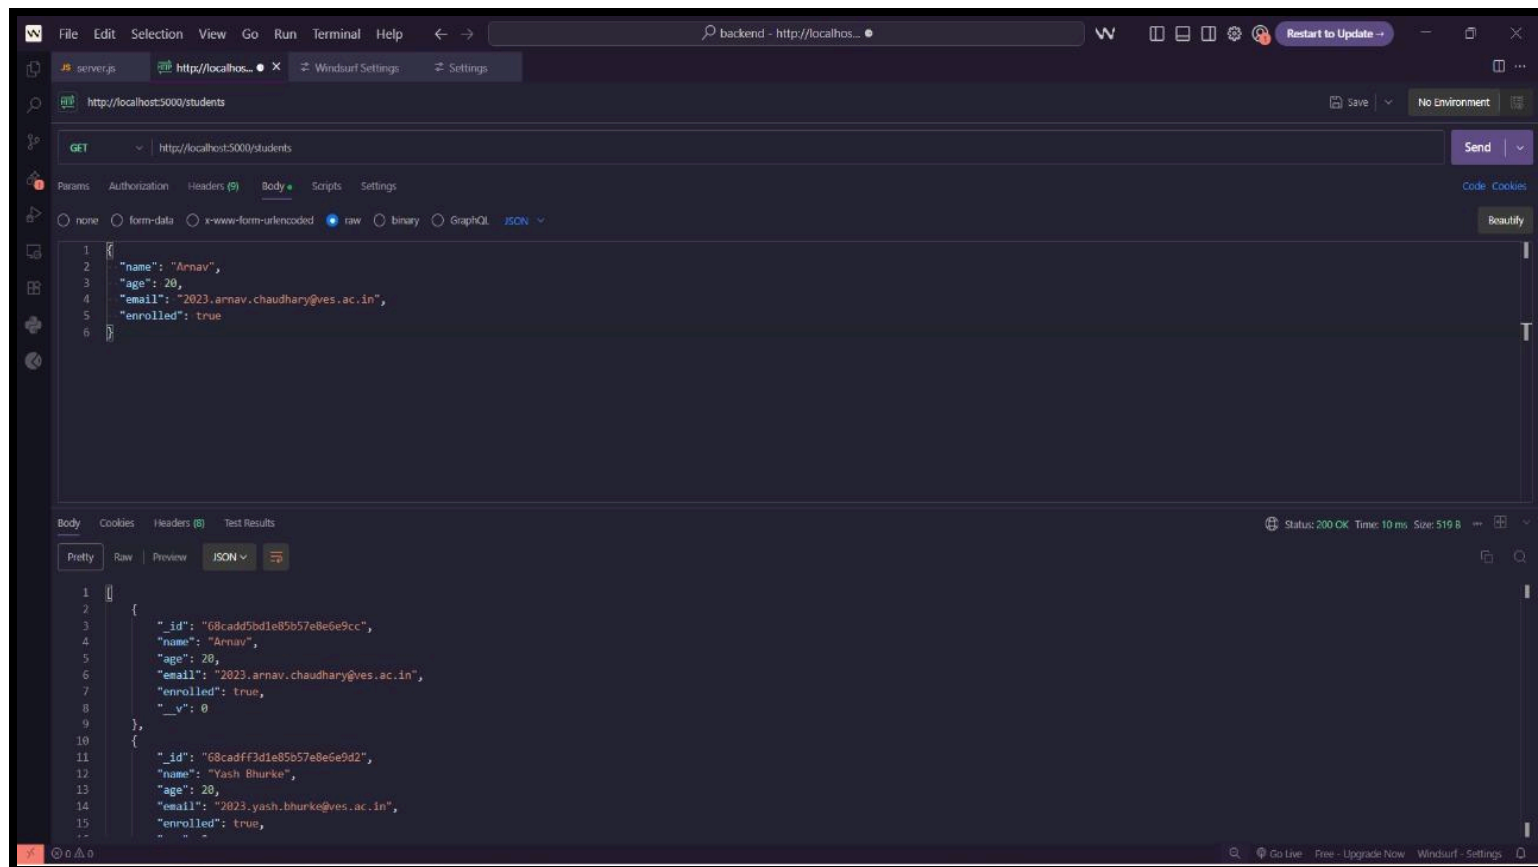 File Edit Selection View Go Run Terminal Help backend - http://localhos... Restart to Update
JS server.js http://localhos... Windsurf Settings Settings
http://localhost:5000/students Save No Environment
GET http://localhost:5000/students Send
Params Authorization Headers (9) Body Scripts Settings Code Cookies
none form-data x-www-form-urlencoded raw binary GraphQL JSON Beautify
1 {
2 "name": "Arnav",
3 "age": 20,
4 "email": "2023.arnav.chaudhary@ves.ac.in",
5 "enrolled": true
6 }
Body Cookies Headers (8) Test Results Status: 200 OK Time: 10 ms Size: 519 B
Pretty Raw Preview JSON
1 [
2 {
3 "_id": "68cadd5bd1e85b57e8e6e9cc",
4 "name": "Arnav",
5 "age": 20,
6 "email": "2023.arnav.chaudhary@ves.ac.in",
7 "enrolled": true,
8 "__v": 0
9 },
10 {
11 "_id": "68cadff3d1e85b57e8e6e9d2",
12 "name": "Yash Bhurke",
13 "age": 20,
14 "email": "2023.yash.bhurke@ves.ac.in",
15 "enrolled": true,
0 0 Go Live Free - Upgrade Now Windsurf - Settings